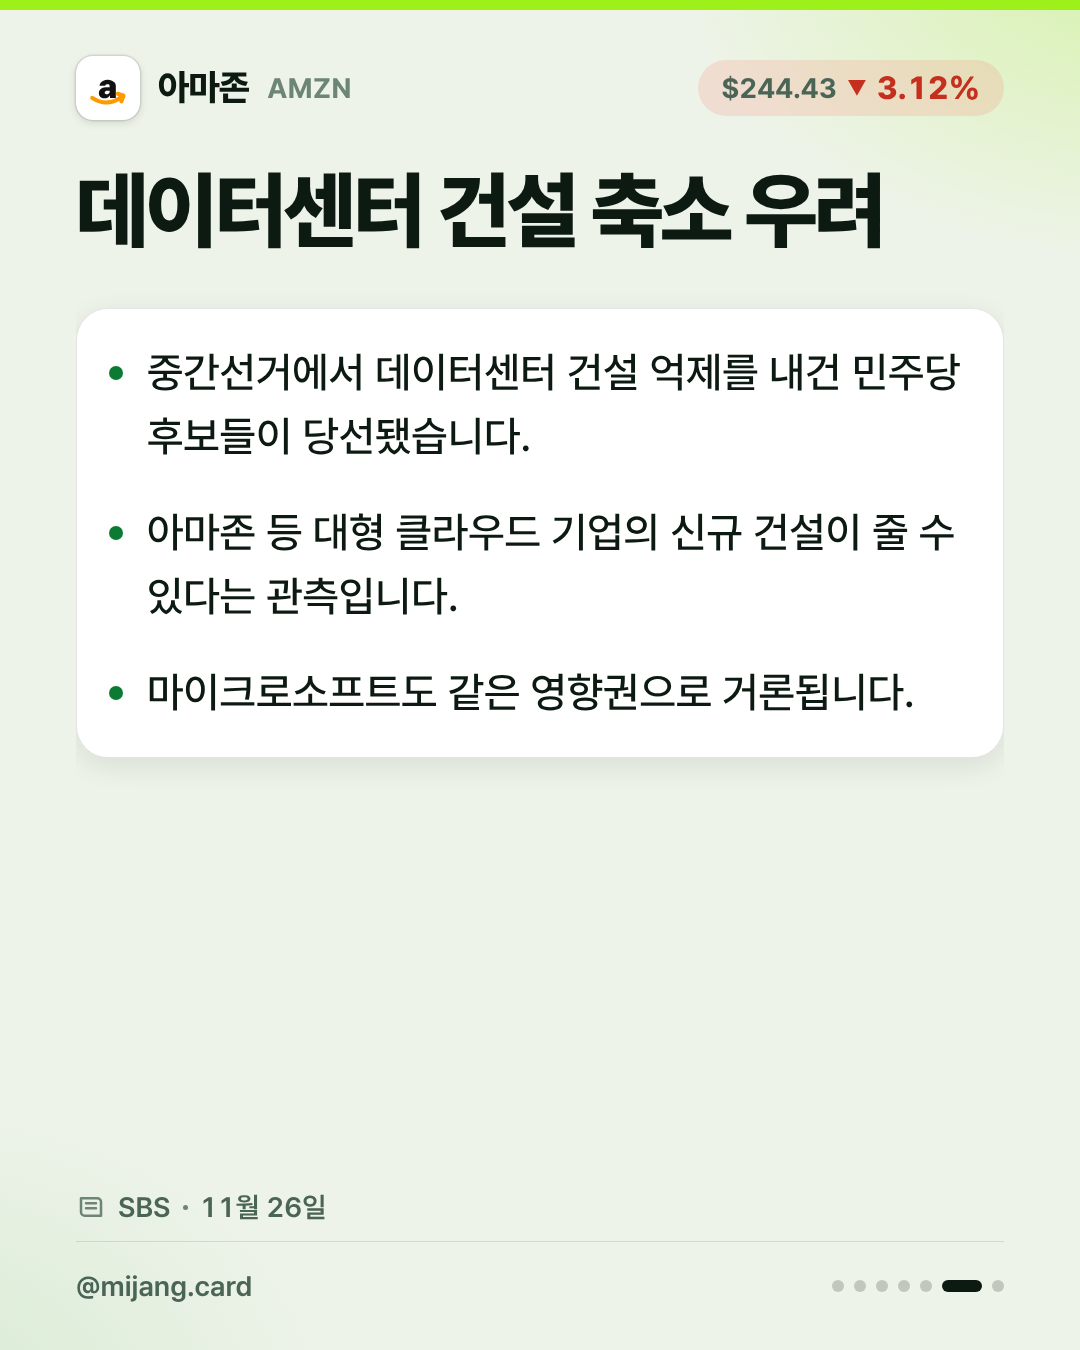 a 아마존 AMZN $244.43 ▼ 3.12%
데이터센터 건설 축소 우려
• 중간선거에서 데이터센터 건설 억제를 내건 민주당
후보들이 당선됐습니다.
• 아마존 등 대형 클라우드 기업의 신규 건설이 줄 수
있다는 관측입니다.
• 마이크로소프트도 같은 영향권으로 거론됩니다.
SBS · 11월 26일
@mijang.card